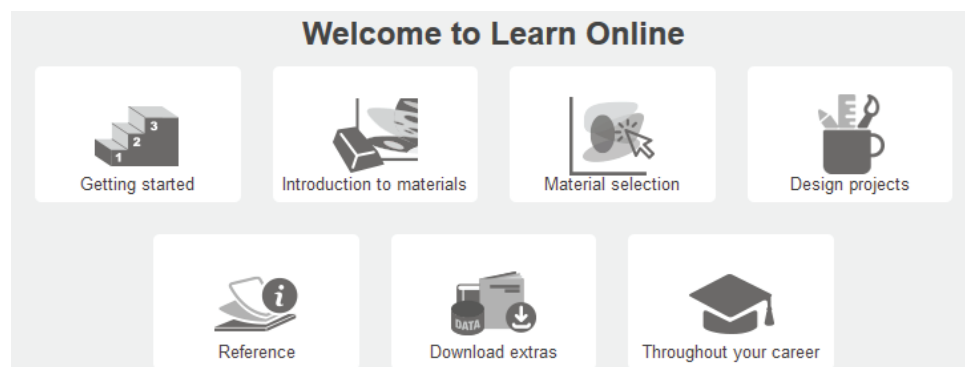 Welcome to Learn Online
1
2
3
Getting started
Introduction to materials
Material selection
Design projects
i
Reference
DATA
Download extras
Throughout your career